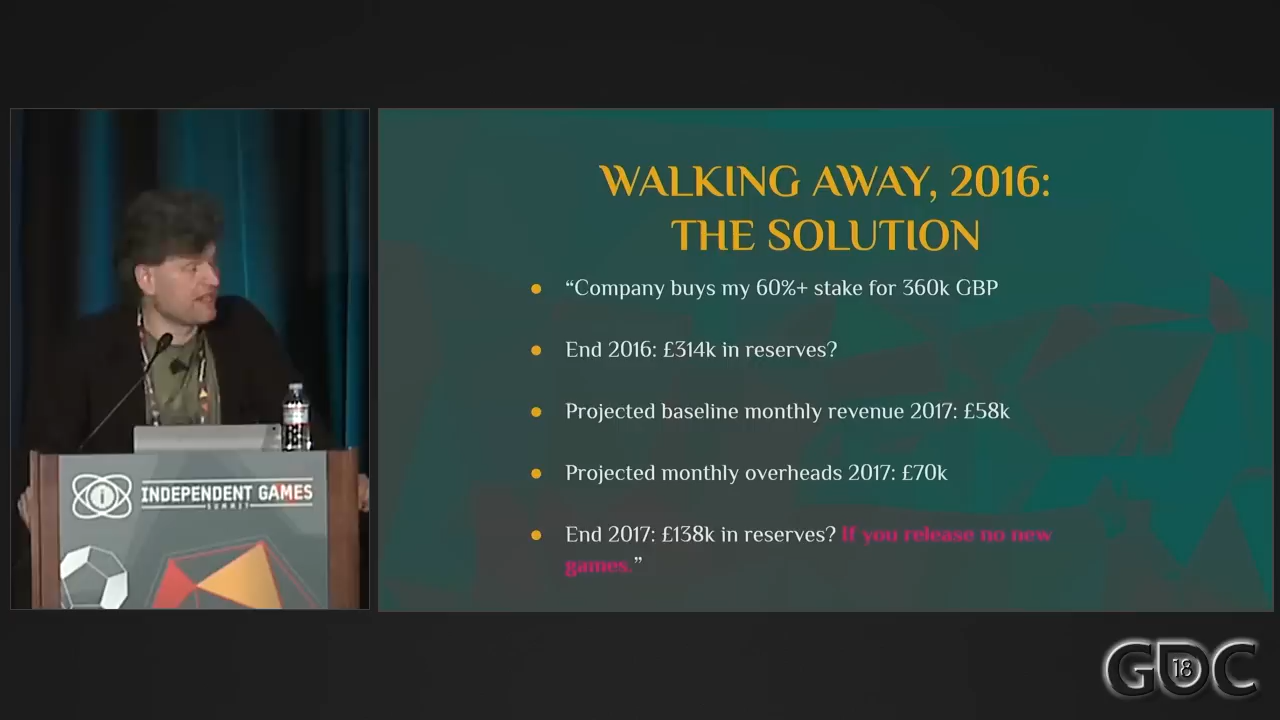 WALKING AWAY, 2016:
THE SOLUTION
“Company buys my 60%+ stake for 360k GBP
End 2016: £314k in reserves?
Projected baseline monthly revenue 2017: £58k
Projected monthly overheads 2017: £70k
End 2017: £138k in reserves? If you release no new
games.”
i
INDEPENDENT GAMES
SUMMIT
GDC
18